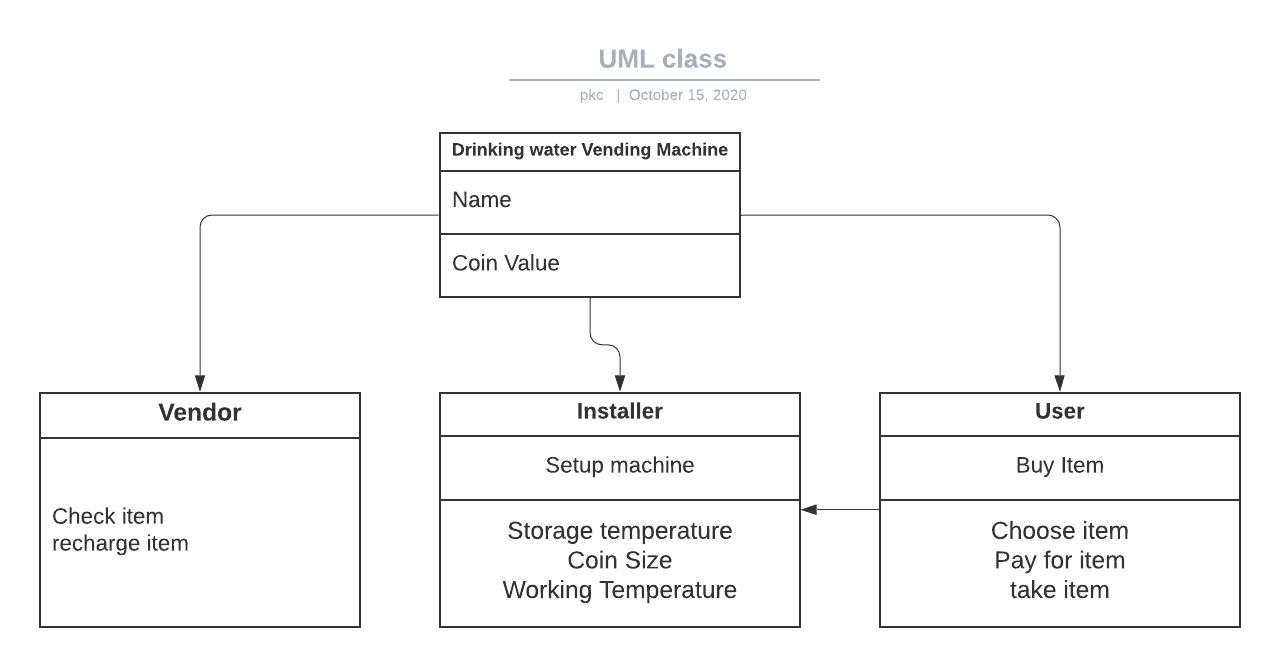 UML class
pkc | October 15, 2020
Drinking water Vending Machine
Name
Coin Value
Vendor
Check item
recharge item
Installer
Setup machine
Storage temperature
Coin Size
Working Temperature
User
Buy Item
Choose item
Pay for item
take item